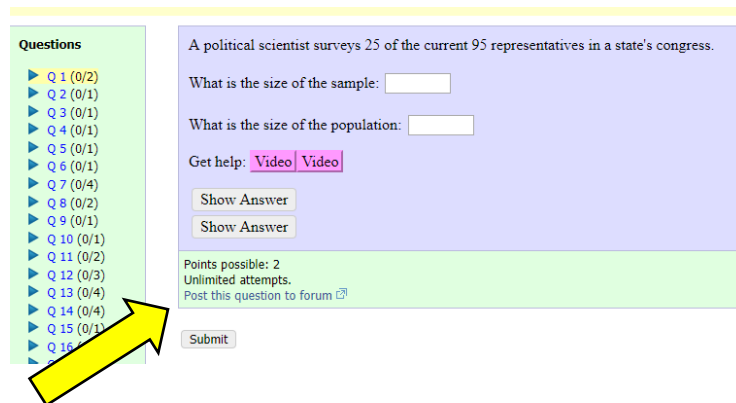 Questions
Q 1 (0/2)
Q 2 (0/1)
Q 3 (0/1)
Q 4 (0/1)
Q 5 (0/1)
Q 6 (0/1)
Q 7 (0/4)
Q 8 (0/2)
Q 9 (0/1)
Q 10 (0/1)
Q 11 (0/2)
Q 12 (0/3)
Q 13 (0/4)
Q 14 (0/4)
Q 15 (0/1)
Q 16
A political scientist surveys 25 of the current 95 representatives in a state's congress.
What is the size of the sample:
What is the size of the population:
Get help: Video Video
Show Answer
Show Answer
Points possible: 2
Unlimited attempts.
Post this question to forum
Submit